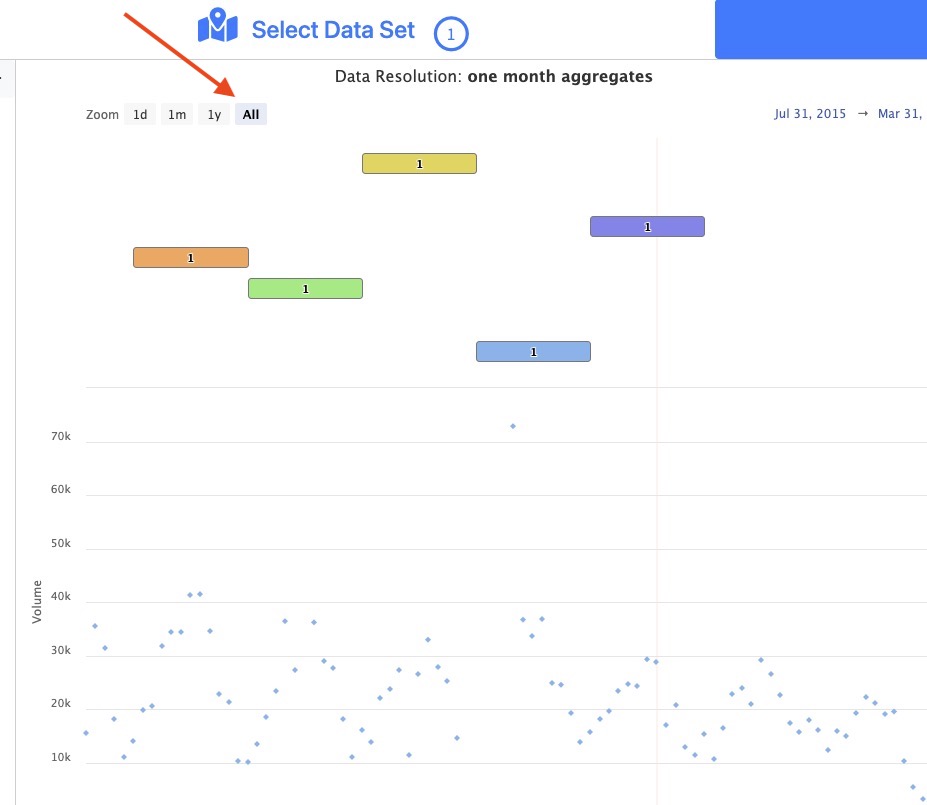 Select Data Set 1
Data Resolution: one month aggregates
Zoom 1d 1m 1y All
Jul 31, 2015 → Mar 31,
1
1
1
1
1
70k
60k
50k
40k
30k
20k
10k
Volume